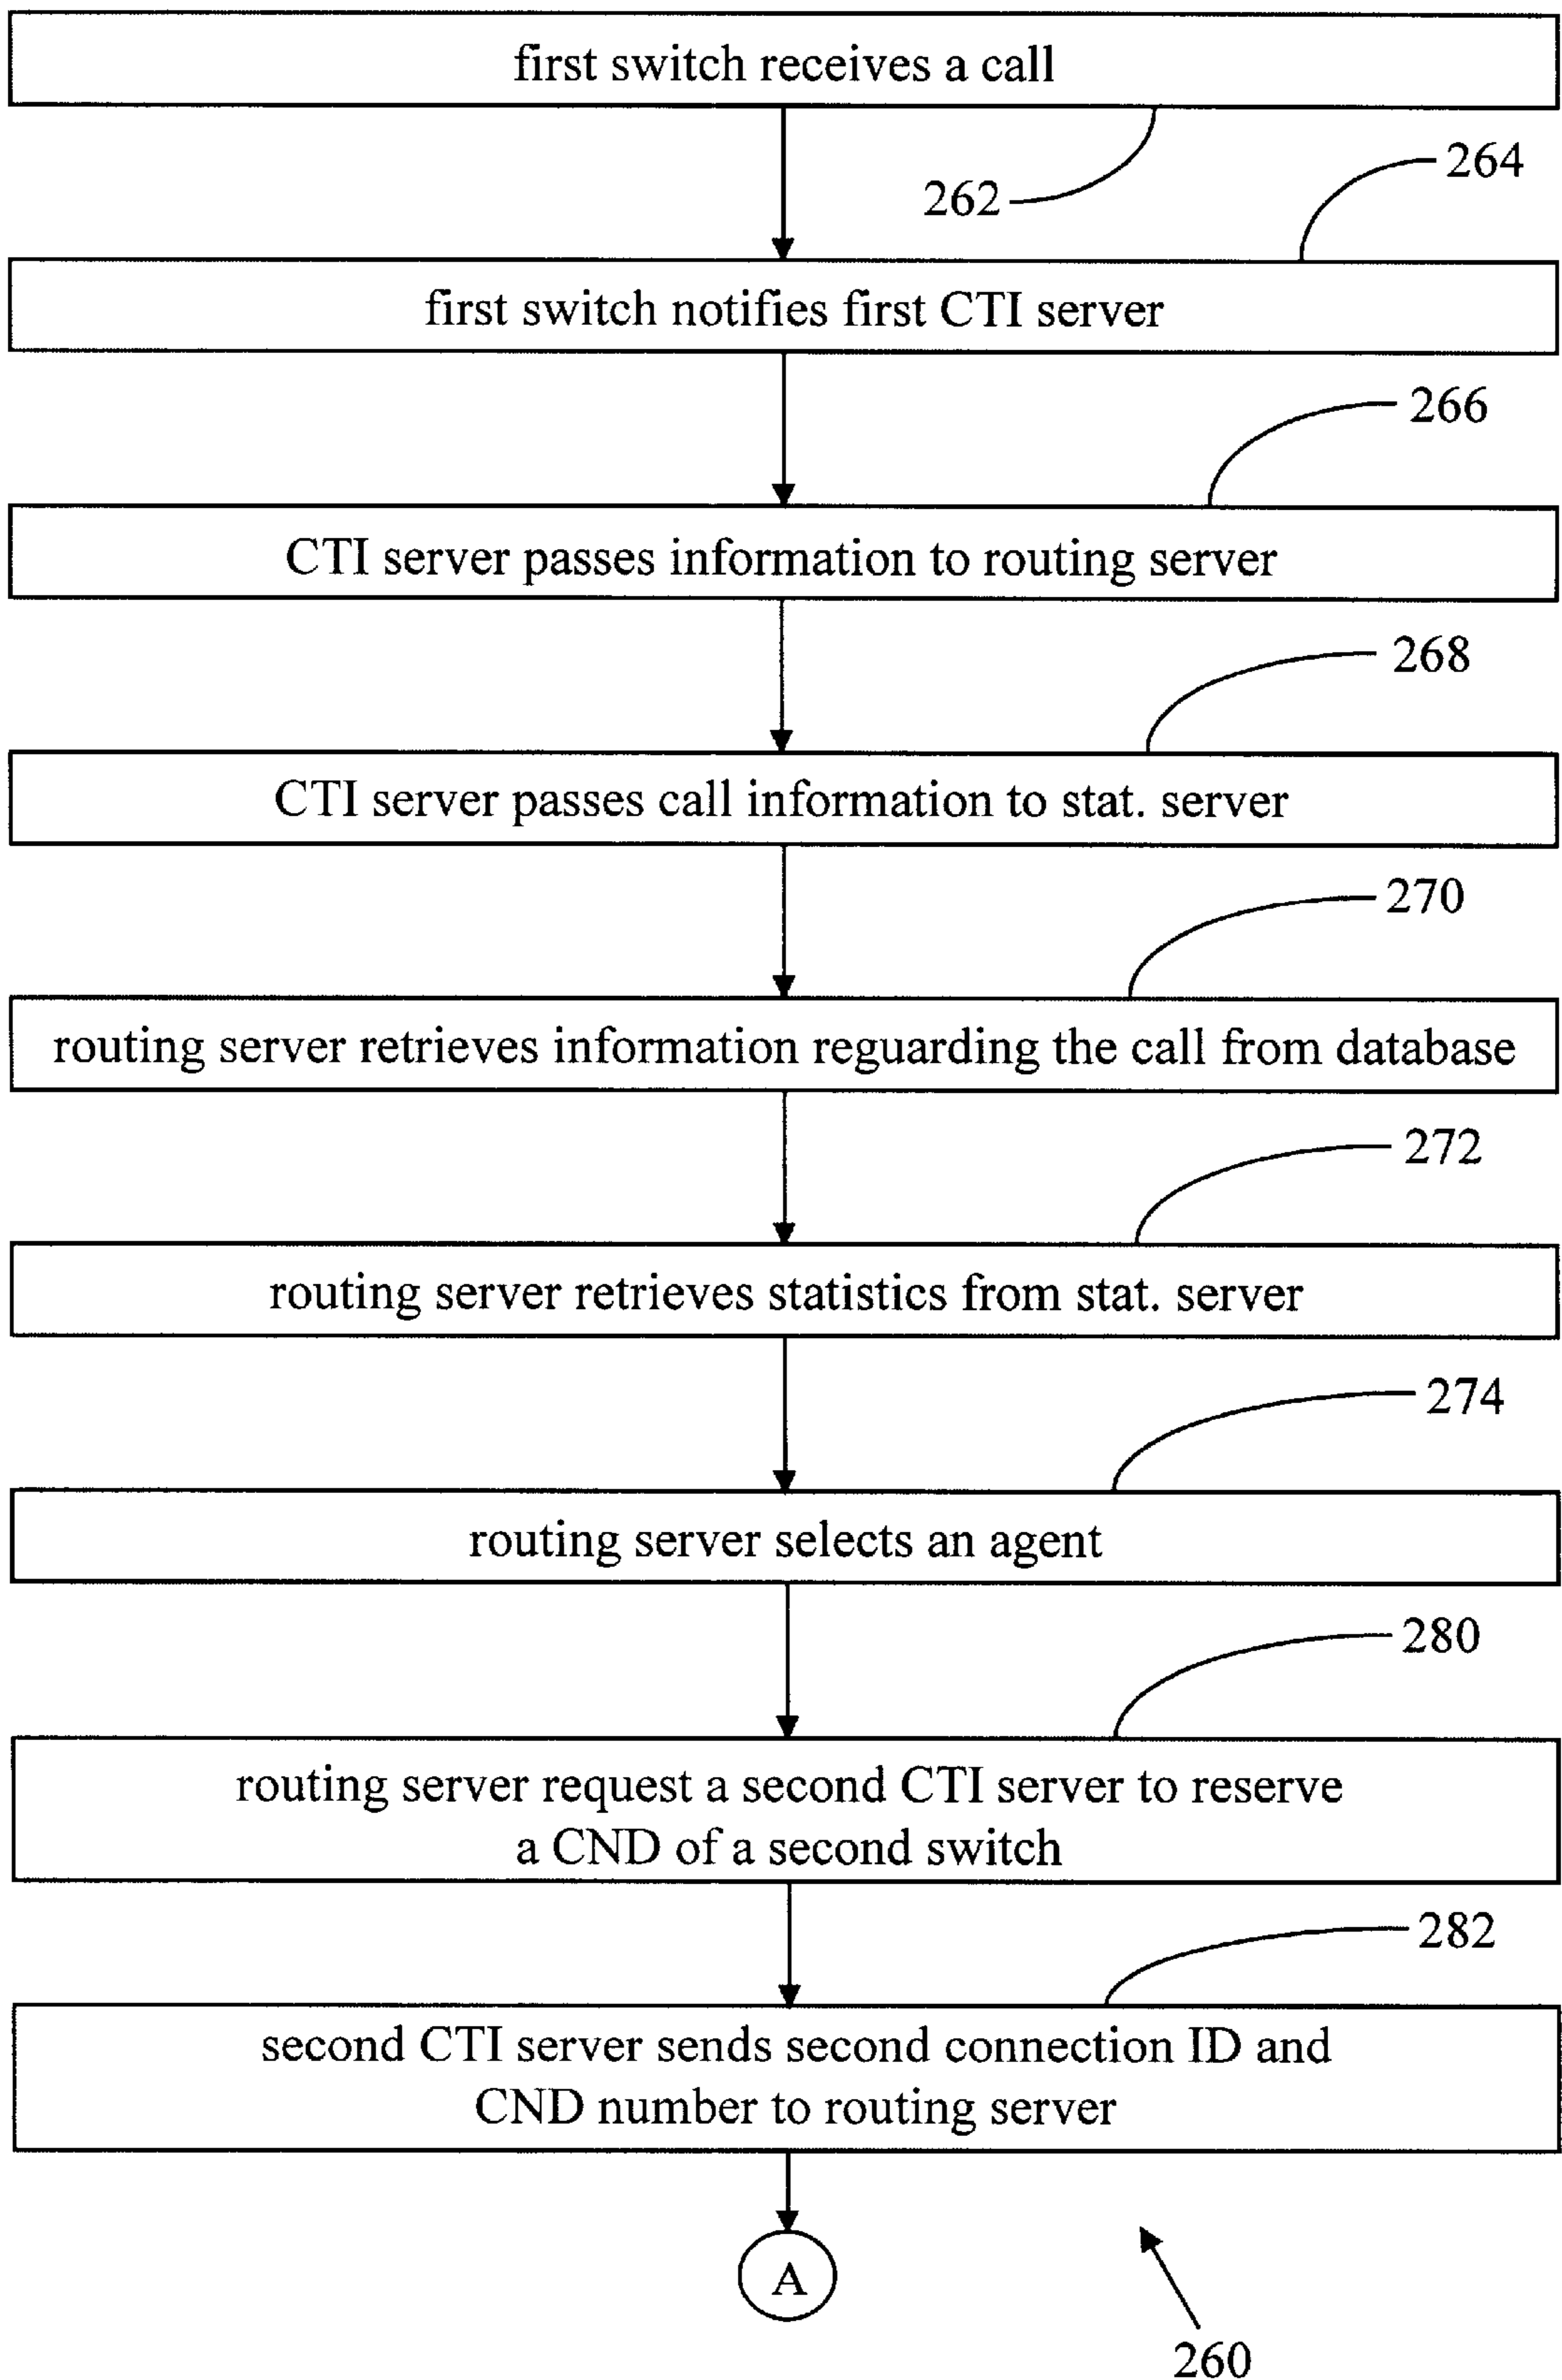 first switch receives a call
262
264
first switch notifies first CTI server
266
CTI server passes information to routing server
268
CTI server passes call information to stat. server
270
routing server retrieves information reguarding the call from database
272
routing server retrieves statistics from stat. server
274
routing server selects an agent
280
routing server request a second CTI server to reserve
a CND of a second switch
282
second CTI server sends second connection ID and
CND number to routing server
A
260